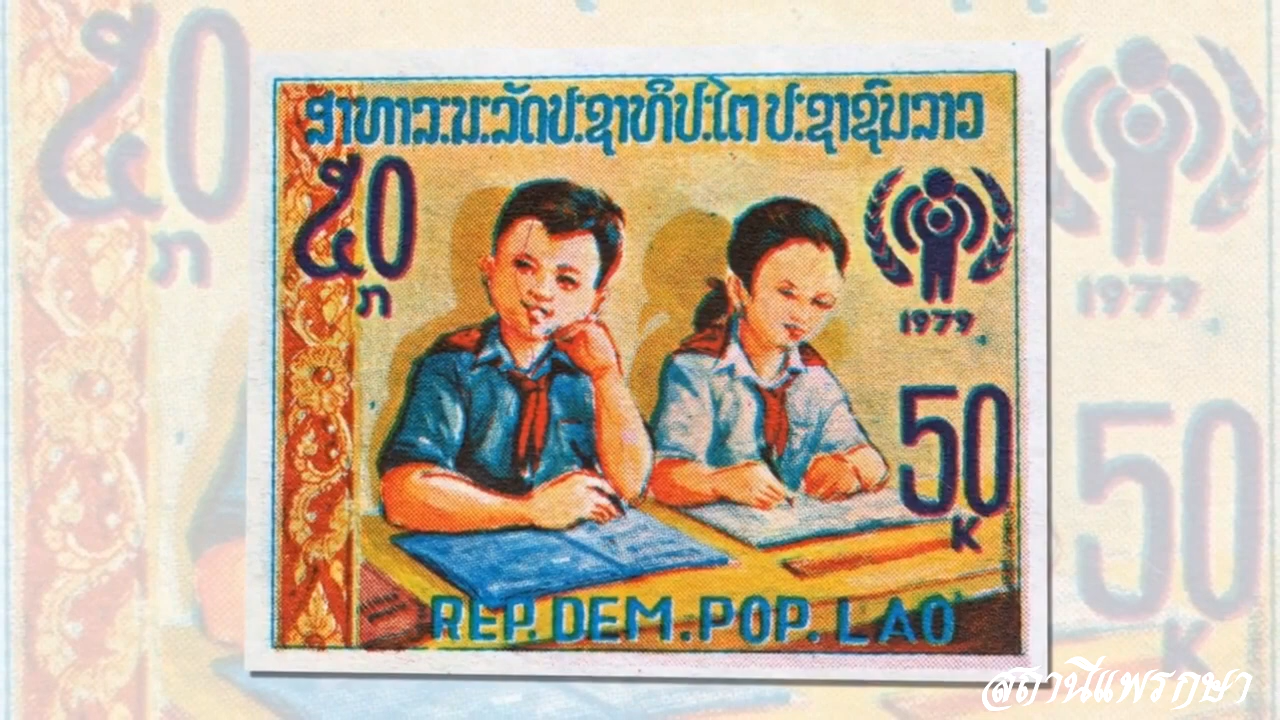 ສາທາລະນະລັດປະຊາທິປະໄຕ ປະຊາຊົນລາວ
໕໐
ກ
1979
50
K
REP. DEM. POP. LAO
สถานีแพรกษา